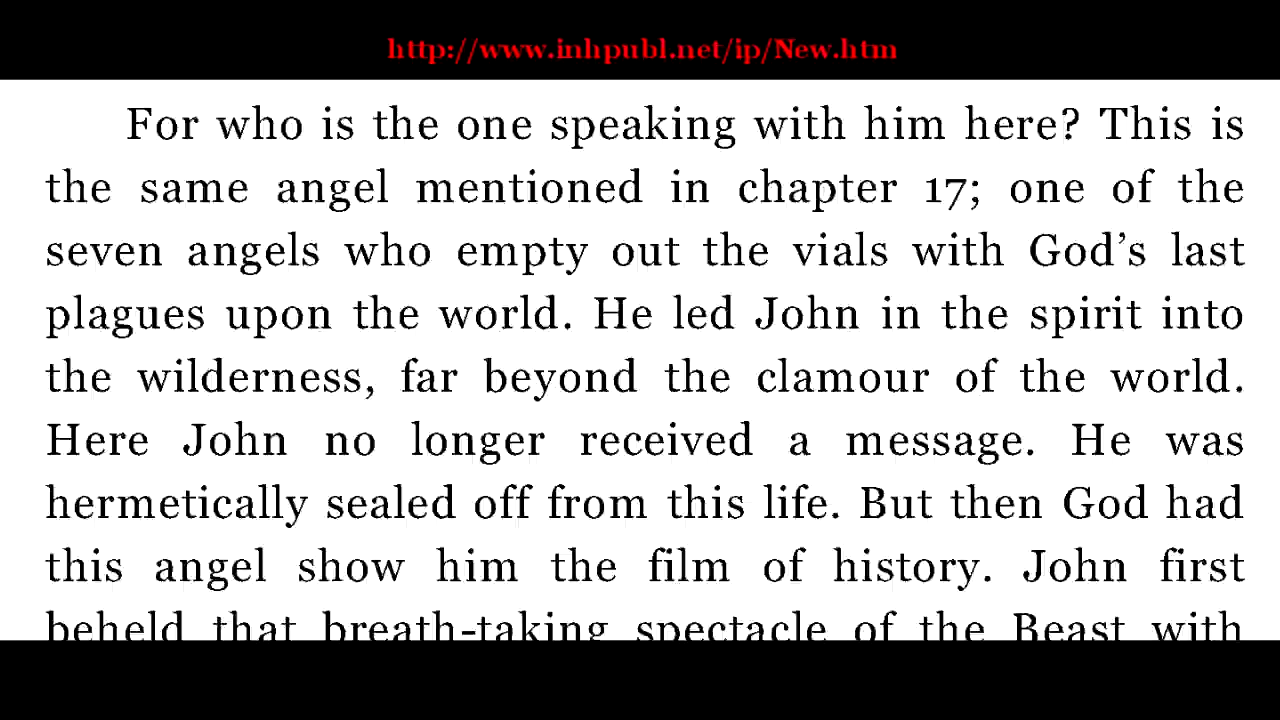 http://www.inhpubl.net/ip/New.htm
For who is the one speaking with him here? This is
the same angel mentioned in chapter 17; one of the
seven angels who empty out the vials with God’s last
plagues upon the world. He led John in the spirit into
the wilderness, far beyond the clamour of the world.
Here John no longer received a message. He was
hermetically sealed off from this life. But then God had
this angel show him the film of history. John first
beheld that breath-taking spectacle of the Beast with